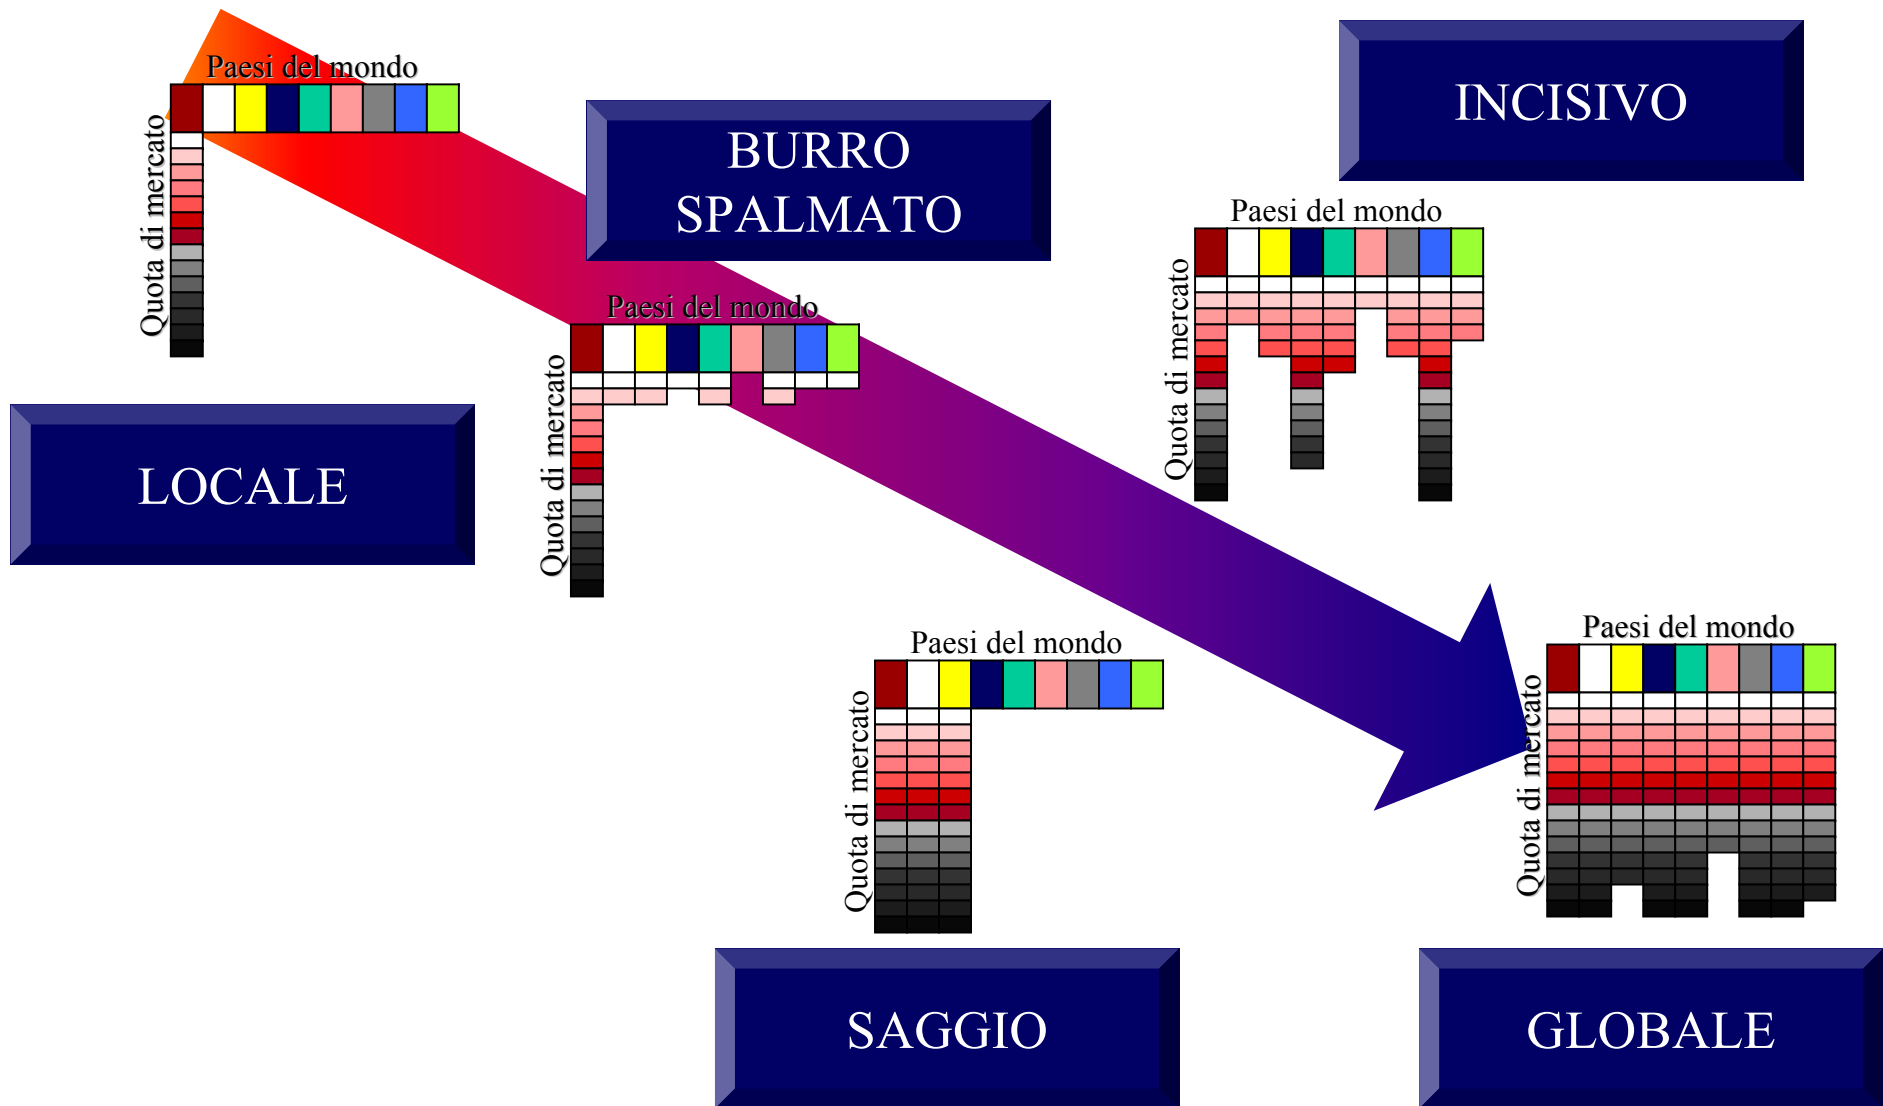 Paesi del mondo
Quota di mercato
LOCALE
BURRO
SPALMATO
Paesi del mondo
Quota di mercato
INCISIVO
Paesi del mondo
Quota di mercato
Paesi del mondo
Quota di mercato
SAGGIO
Paesi del mondo
Quota di mercato
GLOBALE